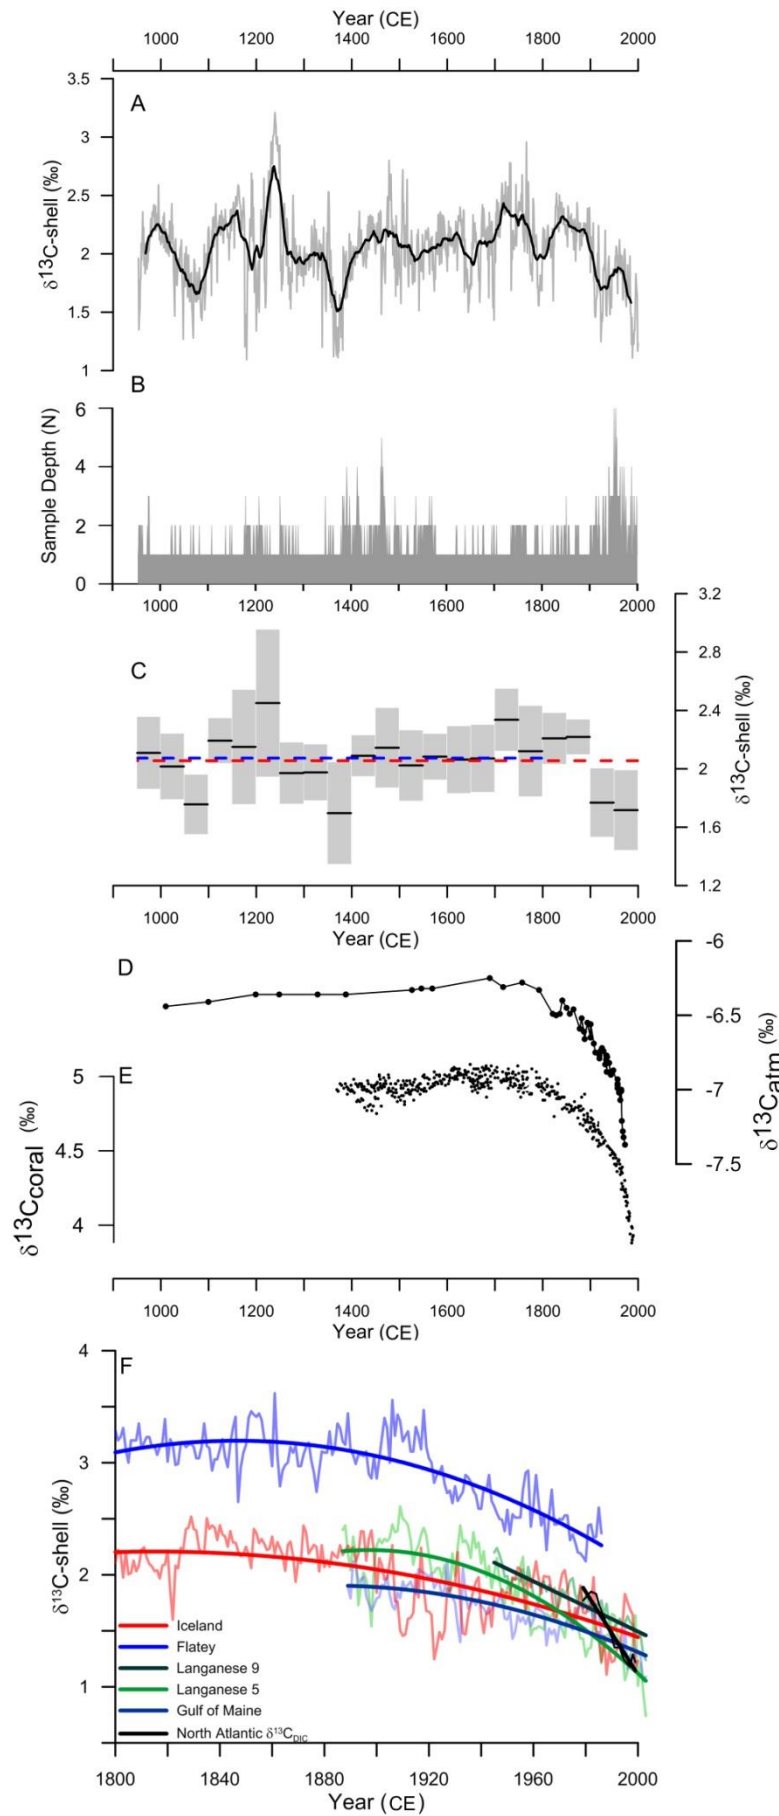 Year (CE)
1000 1200 1400 1600 1800 2000
A
3.5
3
2.5
2
1.5
1
δ13C-shell (‰)
B
6
4
2
0
Sample Depth (N)
1000 1200 1400 1600 1800 2000
C
3.2
2.8
2.4
2
1.6
1.2
δ13C-shell (‰)
1000 1200 1400 1600 1800 2000
Year (CE)
D
-6
-6.5
-7
-7.5
δ13Catm (‰)
E
5
4.5
4
δ13Ccoral (‰)
1000 1200 1400 1600 1800 2000
Year (CE)
F
4
3
2
1
δ13C-shell (‰)
Iceland
Flatey
Langanese 9
Langanese 5
Gulf of Maine
North Atlantic δ13CDIC
1800 1840 1880 1920 1960 2000
Year (CE)